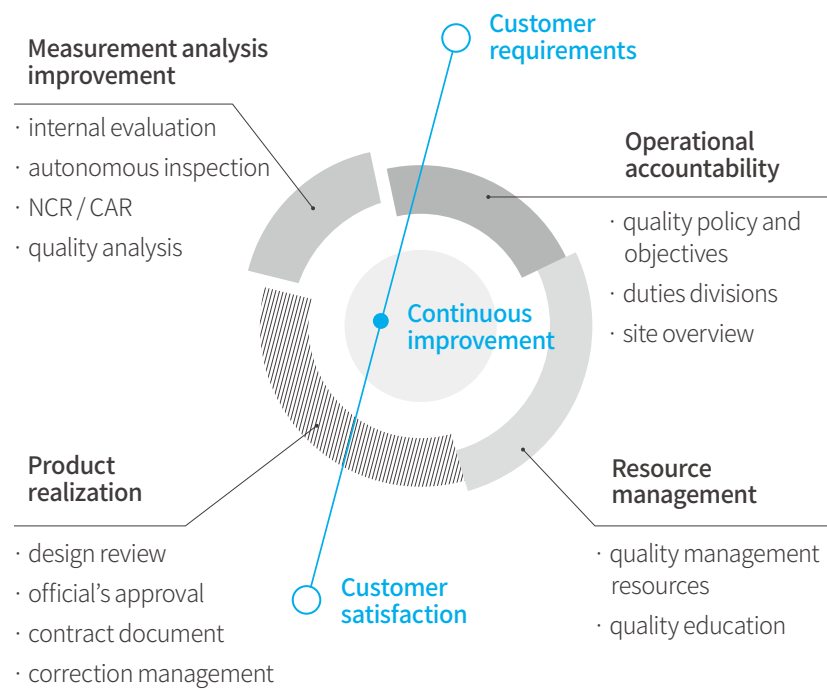 Customer
requirements
Measurement analysis
improvement
· internal evaluation
· autonomous inspection
· NCR / CAR
· quality analysis
Operational
accountability
· quality policy and
objectives
· duties divisions
· site overview
Continuous
improvement
Product
realization
· design review
· official’s approval
· contract document
· correction management
Resource
management
· quality management
resources
· quality education
Customer
satisfaction